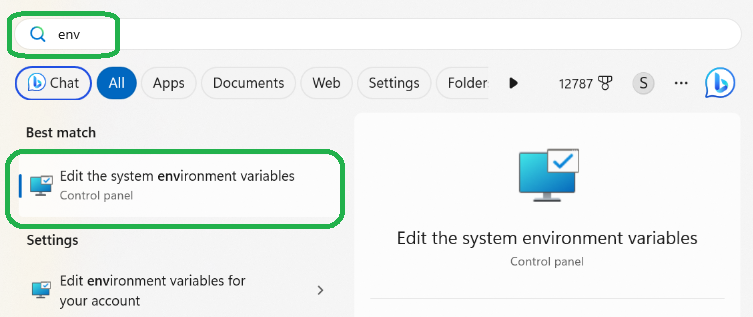 env
Chat All Apps Documents Web Settings Folder 12787 S ...
Best match
Edit the system environment variables
Control panel
Settings
Edit environment variables for
your account
Edit the system environment variables
Control panel